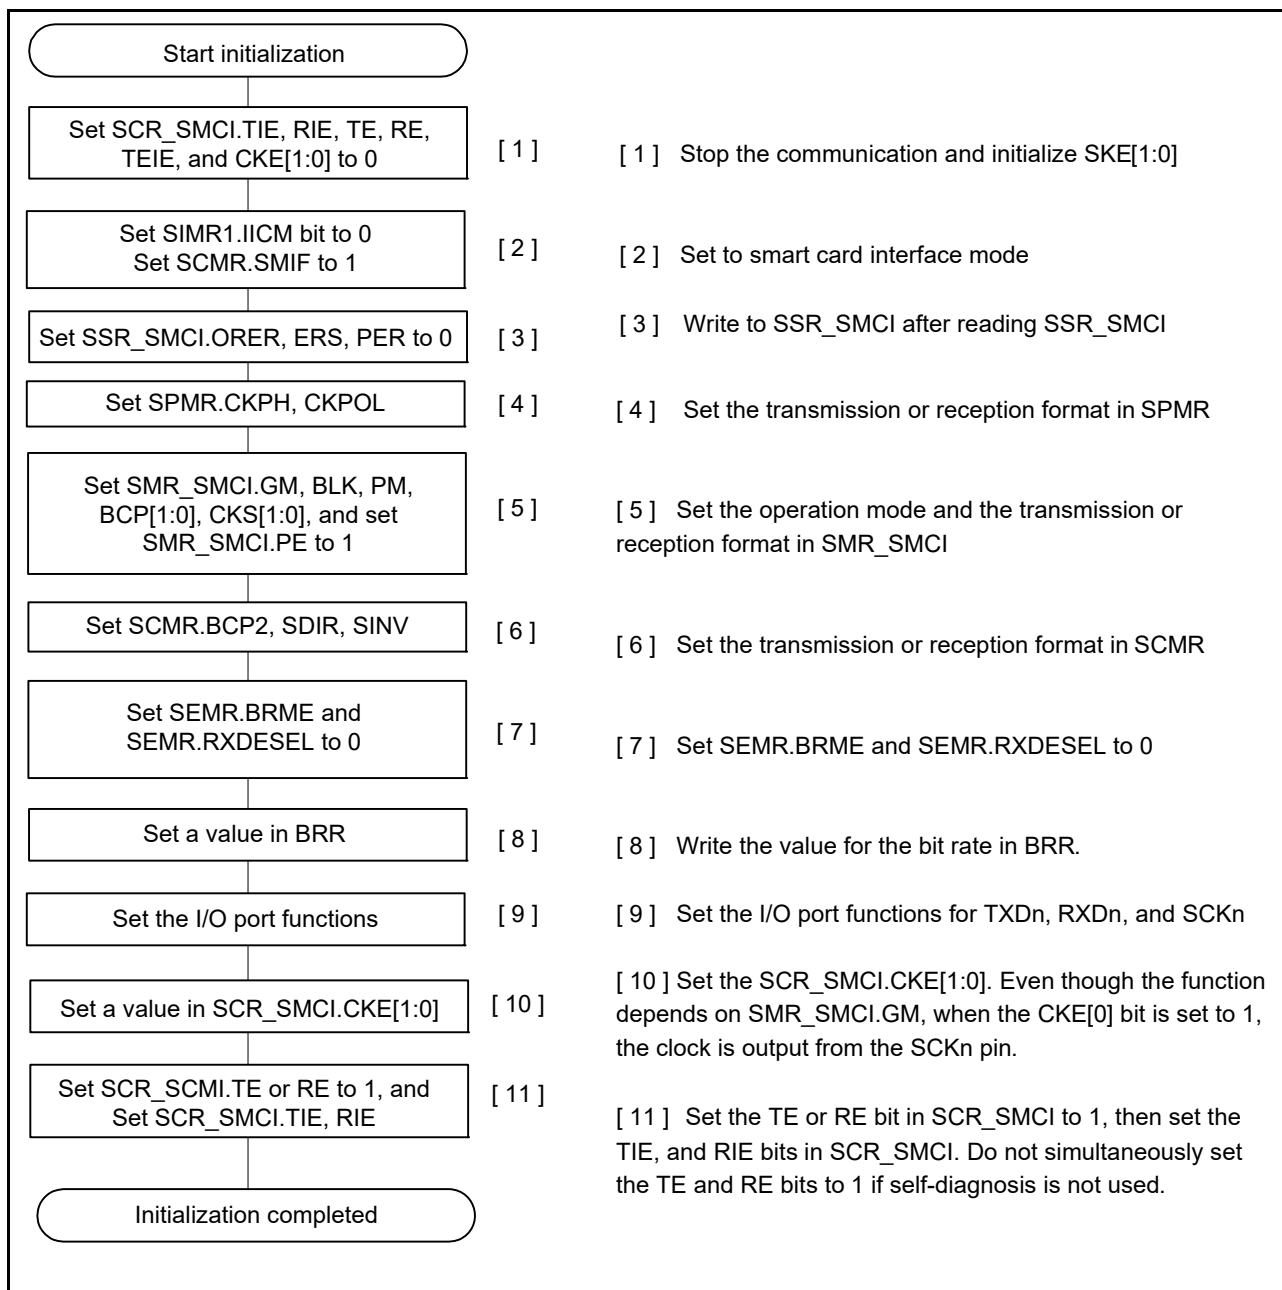 Start initialization
Set SCR_SMCI.TIE, RIE, TE, RE,
TEIE, and CKE[1:0] to 0
[ 1 ]
[ 1 ] Stop the communication and initialize SKE[1:0]
Set SIMR1.IICM bit to 0
Set SCMR.SMIF to 1
[ 2 ]
[ 2 ] Set to smart card interface mode
Set SSR_SMCI.ORER, ERS, PER to 0
[ 3 ]
[ 3 ] Write to SSR_SMCI after reading SSR_SMCI
Set SPMR.CKPH, CKPOL
[ 4 ]
[ 4 ] Set the transmission or reception format in SPMR
Set SMR_SMCI.GM, BLK, PM,
BCP[1:0], CKS[1:0], and set
SMR_SMCI.PE to 1
[ 5 ]
[ 5 ] Set the operation mode and the transmission or
reception format in SMR_SMCI
Set SCMR.BCP2, SDIR, SINV
[ 6 ]
[ 6 ] Set the transmission or reception format in SCMR
Set SEMR.BRME and
SEMR.RXDESEL to 0
[ 7 ]
[ 7 ] Set SEMR.BRME and SEMR.RXDESEL to 0
Set a value in BRR
[ 8 ]
[ 8 ] Write the value for the bit rate in BRR.
Set the I/O port functions
[ 9 ]
[ 9 ] Set the I/O port functions for TXDn, RXDn, and SCKn
Set a value in SCR_SMCI.CKE[1:0]
[ 10 ]
[ 10 ] Set the SCR_SMCI.CKE[1:0]. Even though the function
depends on SMR_SMCI.GM, when the CKE[0] bit is set to 1,
the clock is output from the SCKn pin.
Set SCR_SCMI.TE or RE to 1, and
Set SCR_SMCI.TIE, RIE
[ 11 ]
[ 11 ] Set the TE or RE bit in SCR_SMCI to 1, then set the
TIE, and RIE bits in SCR_SMCI. Do not simultaneously set
the TE and RE bits to 1 if self-diagnosis is not used.
Initialization completed